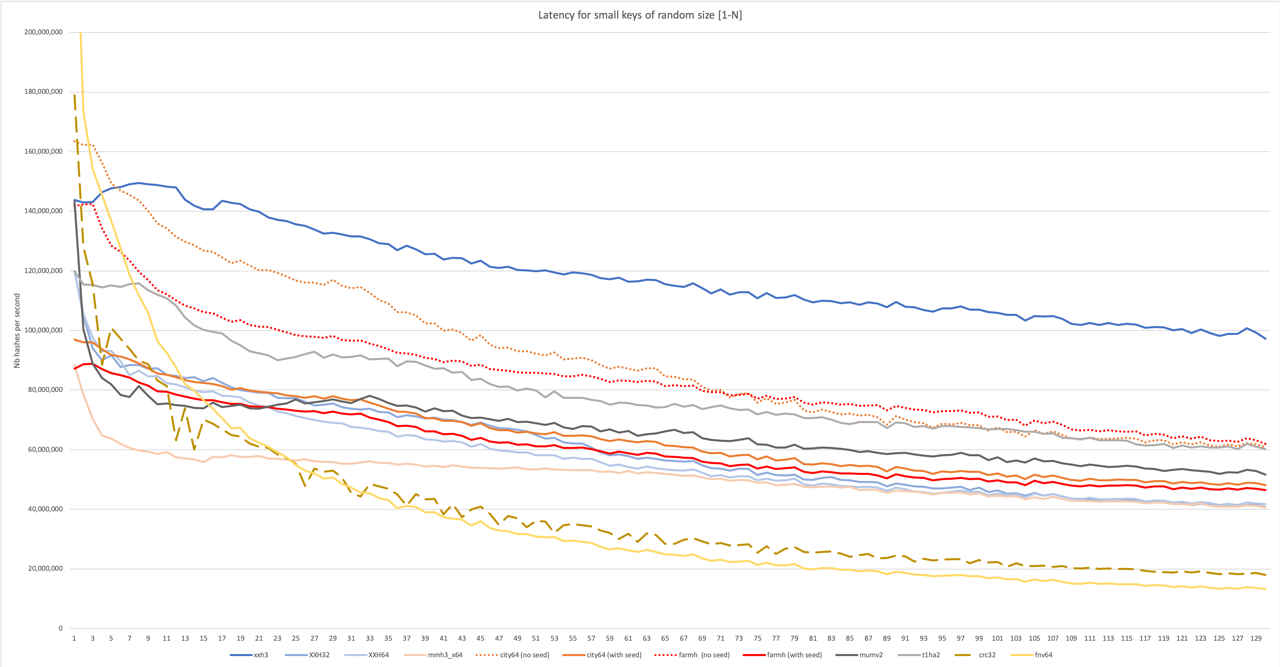 Latency for small keys of random size [1-N]
200,000,000
180,000,000
160,000,000
140,000,000
120,000,000
100,000,000
80,000,000
60,000,000
40,000,000
20,000,000
0
Nb hashes per second
1 3 5 7 9 11 13 15 17 19 21 23 25 27 29 31 33 35 37 39 41 43 45 47 49 51 53 55 57 59 61 63 65 67 69 71 73 75 77 79 81 83 85 87 89 91 93 95 97 99 101 103 105 107 109 111 113 115 117 119 121 123 125 127 129
xxh3 XXH32 XXH64 mmh3_x64 city64 (no seed) city64 (with seed) farmh (no seed) farmh (with seed) mumv2 t1ha2 crc32 fnv64